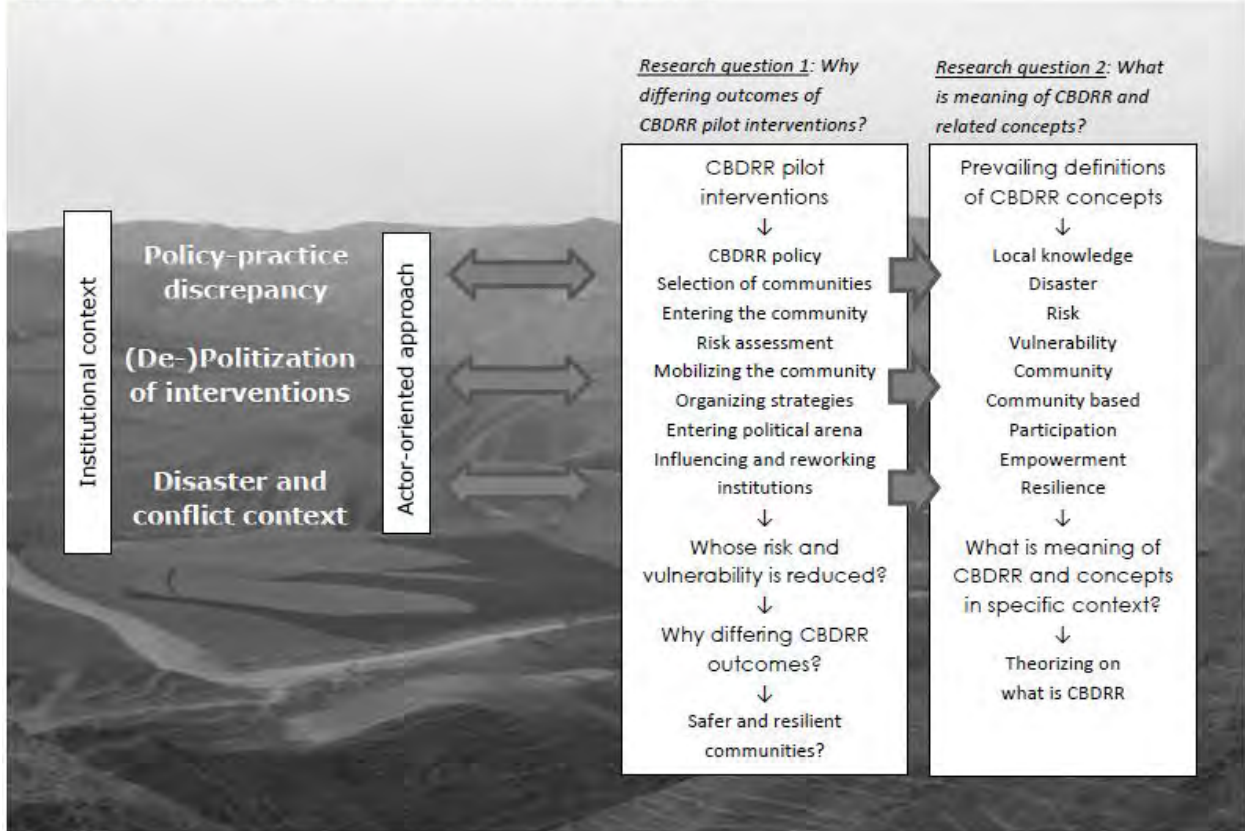 Institutional context
Policy-practice
discrepancy
(De-)Politization
of interventions
Disaster and
conflict context
Actor-oriented approach
Research question 1: Why
differing outcomes of
CBDRR pilot interventions?
CBDRR pilot
interventions
↓
CBDRR policy
Selection of communities
Entering the community
Risk assessment
Mobilizing the community
Organizing strategies
Entering political arena
Influencing and reworking
institutions
↓
Whose risk and
vulnerability is reduced?
↓
Why differing CBDRR
outcomes?
↓
Safer and resilient
communities?
Research question 2: What
is meaning of CBDRR and
related concepts?
Prevailing definitions
of CBDRR concepts
↓
Local knowledge
Disaster
Risk
Vulnerability
Community
Community based
Participation
Empowerment
Resilience
↓
What is meaning of
CBDRR and concepts
in specific context?
↓
Theorizing on
what is CBDRR